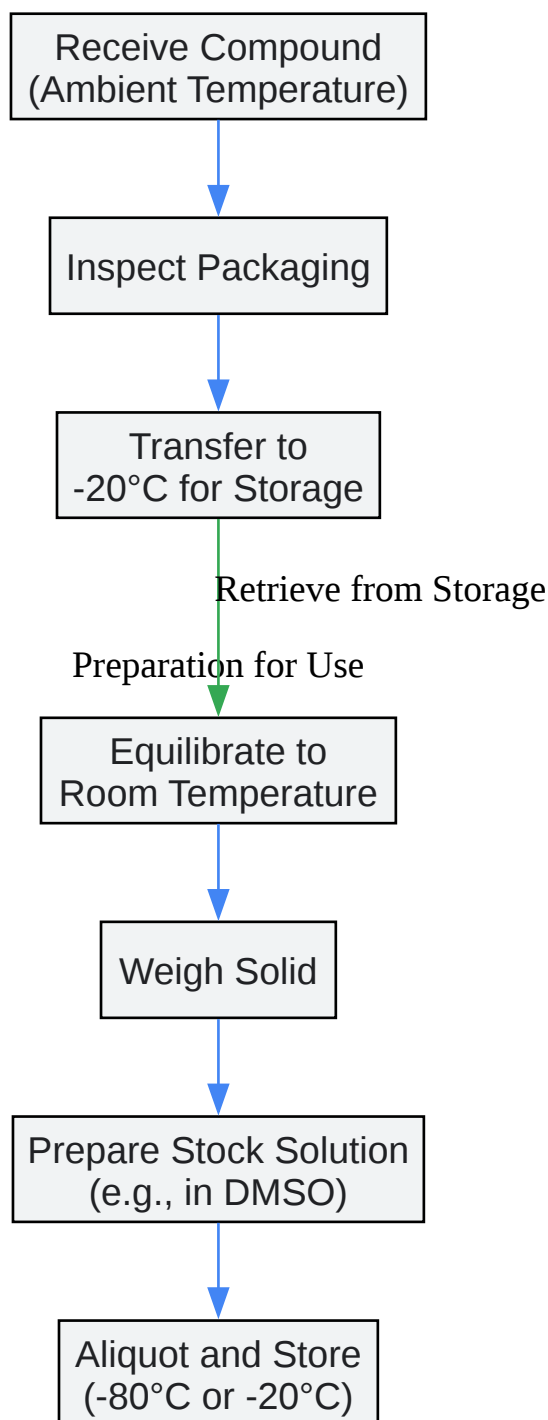 Receive Compound
(Ambient Temperature)
Inspect Packaging
Transfer to
-20°C for Storage
Retrieve from Storage
Preparation for Use
Equilibrate to
Room Temperature
Weigh Solid
Prepare Stock Solution
(e.g., in DMSO)
Aliquot and Store
(-80°C or -20°C)